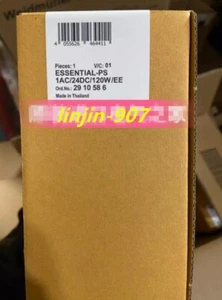 4 055626 464411
Pieces: 1 V/C: 01
ESSENTIAL-PS
1AC/24DC/120W/EE
Ord.No.: 29 10 58 6
Made in Thailand
linjin-907